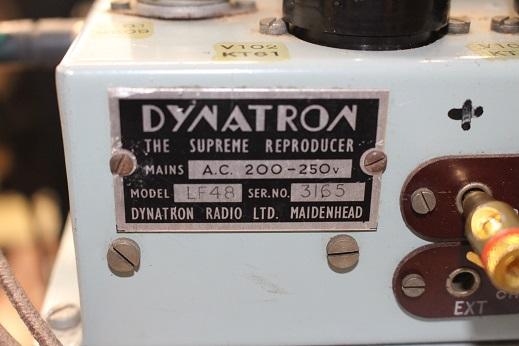 V102
KT61
V101
DYNATRON
THE SUPREME REPRODUCER
MAINS A.C. 200-250v
MODEL LF48 SER. NO. 3165
DYNATRON RADIO LTD. MAIDENHEAD
EXT